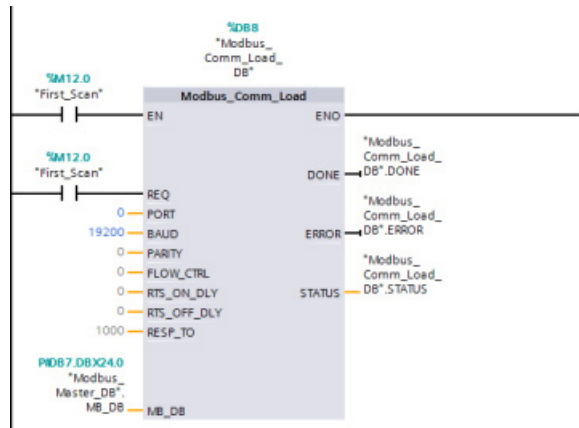 %DB8
"Modbus_
Comm_Load_
DB"
%M12.0
"First_Scan"
Modbus_Comm_Load
EN
ENO
%M12.0
"First_Scan"
"Modbus_
Comm_Load_
DB".DONE
DONE
REQ
0
PORT
"Modbus_
Comm_Load_
DB".ERROR
19200
BAUD
ERROR
0
PARITY
0
FLOW_CTRL
"Modbus_
Comm_Load_
DB".STATUS
0
RTS_ON_DLY
STATUS
0
RTS_OFF_DLY
1000
RESP_TO
P#DB7.DBX24.0
"Modbus_
Master_DB".
MB_DB
MB_DB